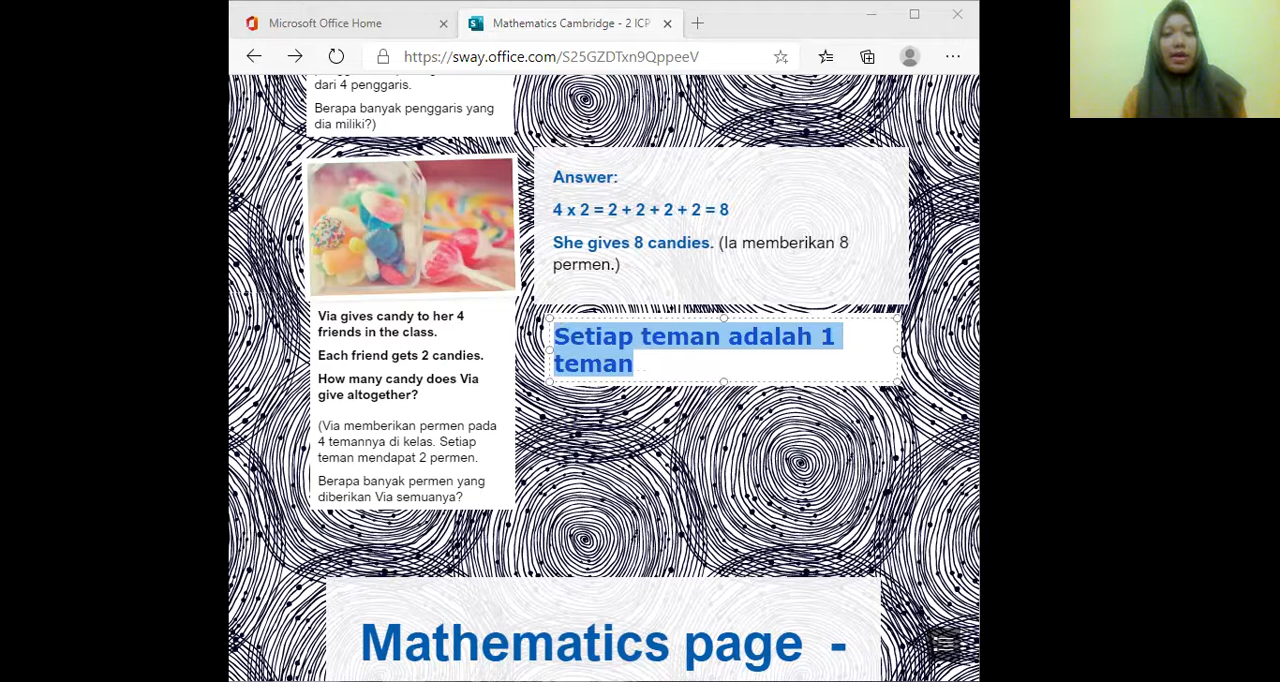 Microsoft Office Home
Mathematics Cambridge - 2 ICP
https://sway.office.com/S25GZDTxn9QppeeV
dari 4 penggaris.
Berapa banyak penggaris yang
dia miliki?)
Via gives candy to her 4
friends in the class.
Each friend gets 2 candies.
How many candy does Via
give altogether?
(Via memberikan permen pada
4 temannya di kelas. Setiap
teman mendapat 2 permen.
Berapa banyak permen yang
diberikan Via semuanya?
Answer:
4 x 2 = 2 + 2 + 2 + 2 = 8
She gives 8 candies. (Ia memberikan 8
permen.)
Setiap teman adalah 1
teman
Mathematics page -